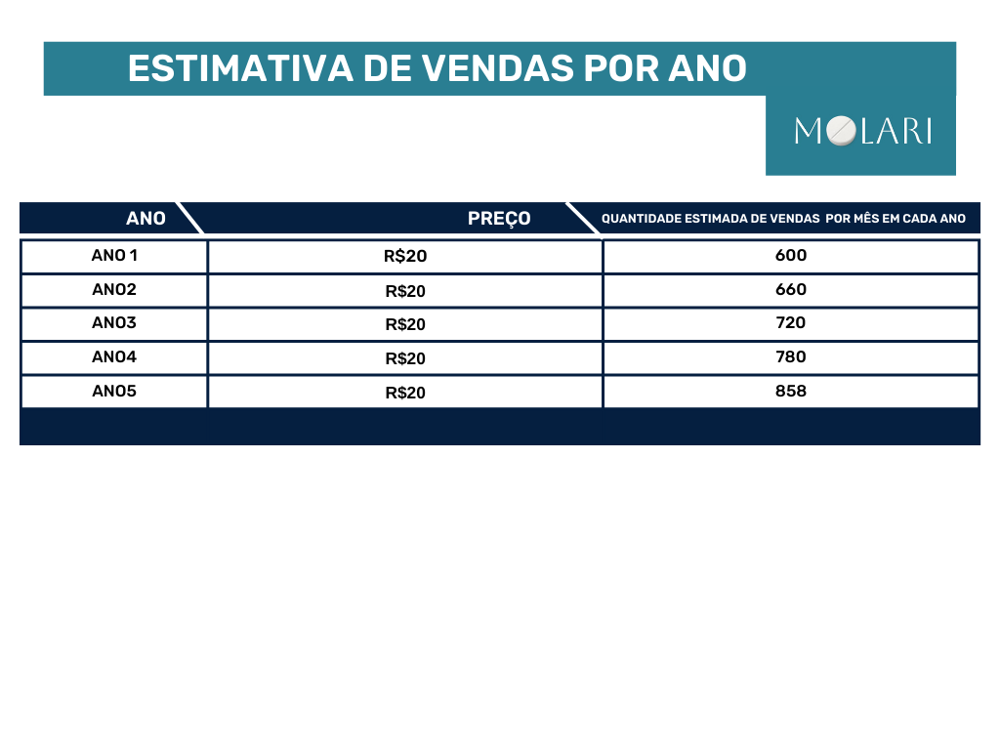 ESTIMATIVA DE VENDAS POR ANO
MOLARI
ANO PREÇO QUANTIDADE ESTIMADA DE VENDAS POR MÊS EM CADA ANO
ANO 1 R$20 600
ANO2 R$20 660
ANO3 R$20 720
ANO4 R$20 780
ANO5 R$20 858